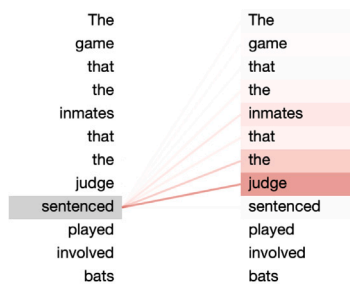 The The
game game
that that
the the
inmates inmates
that that
the the
judge judge
sentenced sentenced
played played
involved involved
bats bats